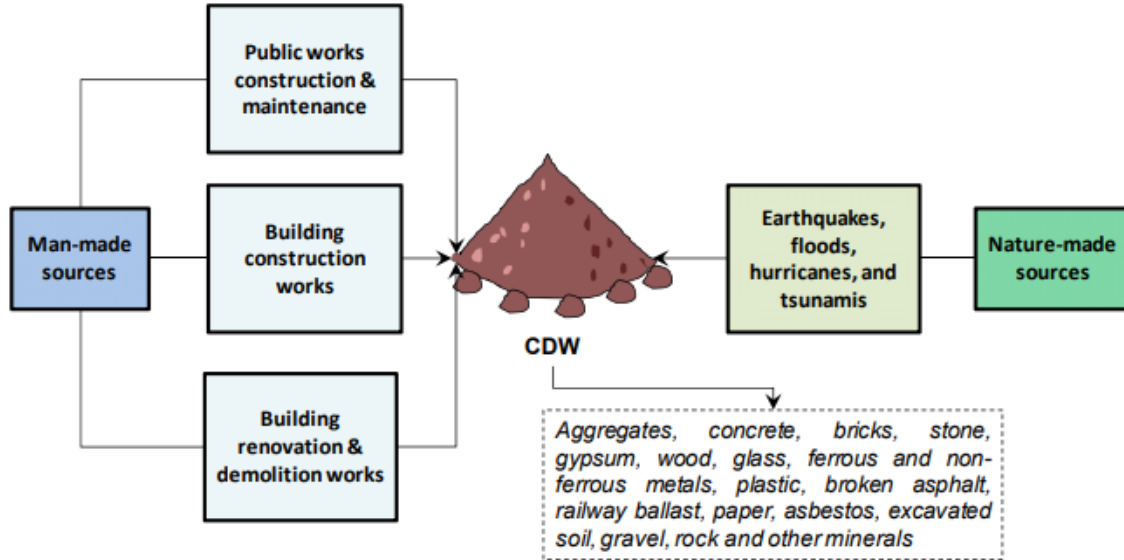 Public works
construction &
maintenance
Man-made
sources
Building
construction
works
Building
renovation &
demolition works
CDW
Earthquakes,
floods,
hurricanes, and
tsunamis
Nature-made
sources
Aggregates, concrete, bricks, stone,
gypsum, wood, glass, ferrous and non-
ferrous metals, plastic, broken asphalt,
railway ballast, paper, asbestos, excavated
soil, gravel, rock and other minerals